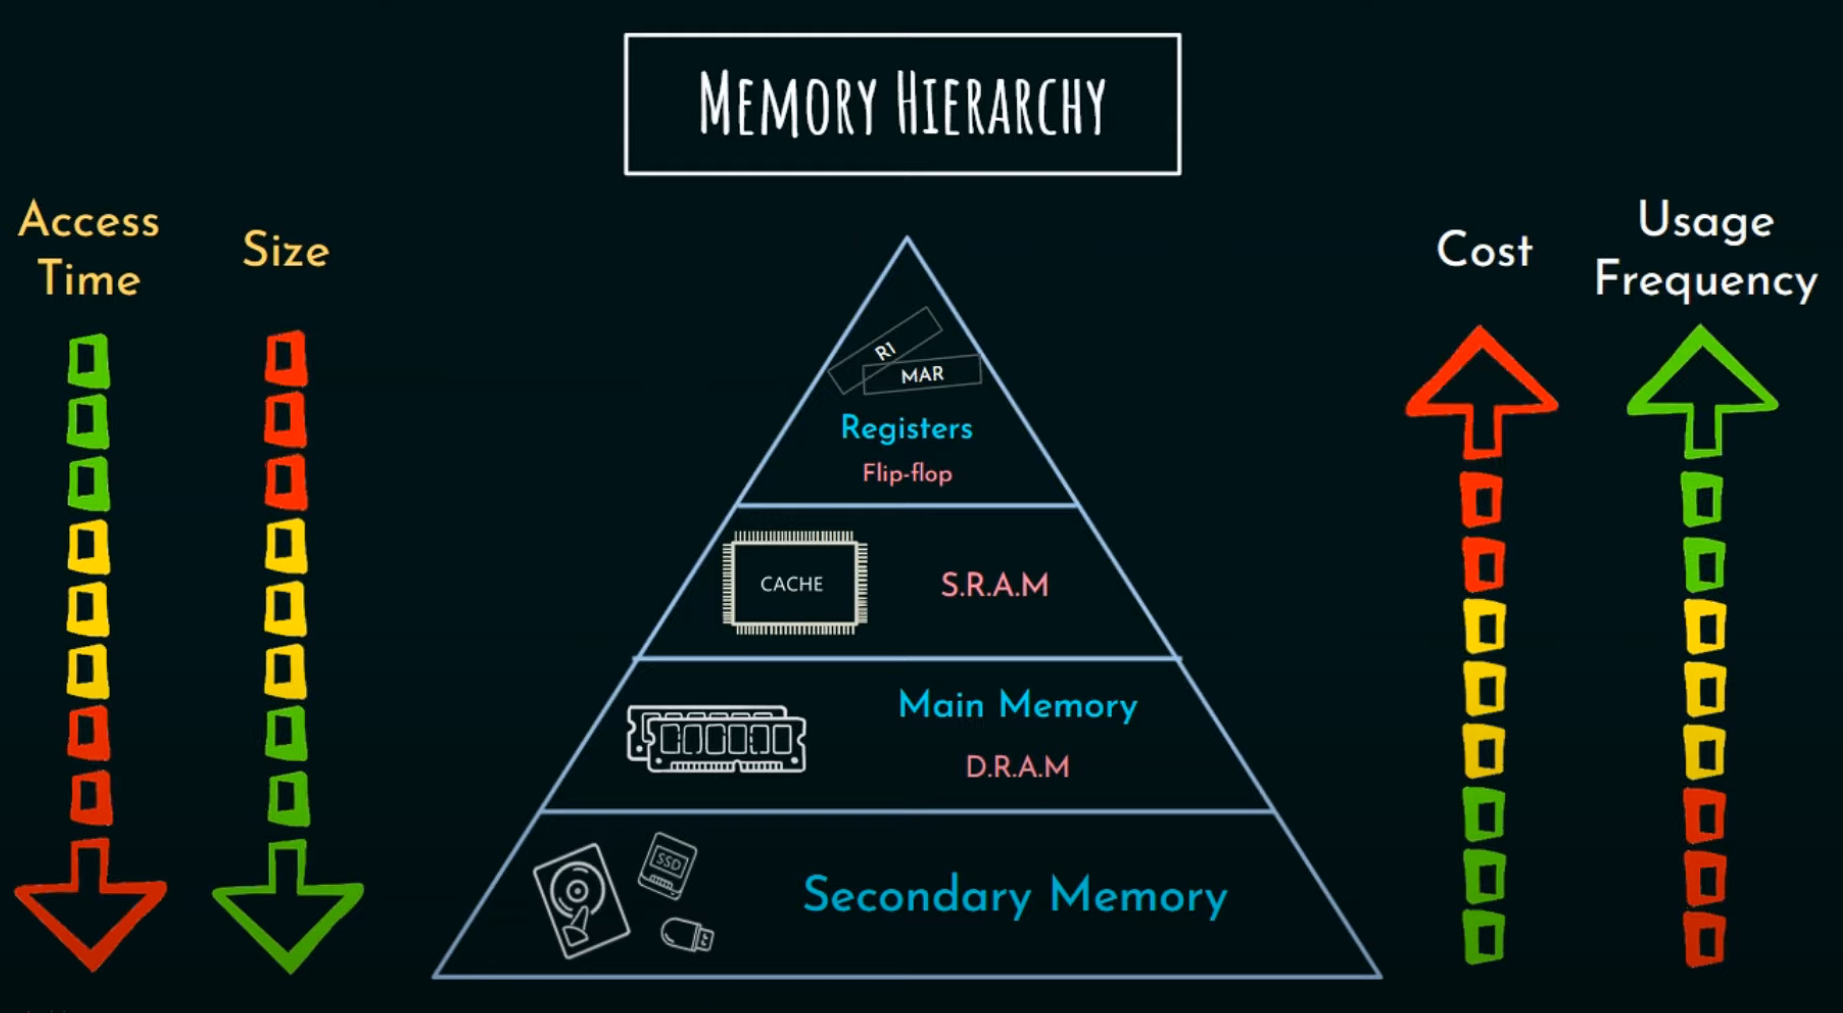 MEMORY HIERARCHY
Access
Time
Size
Cost
Usage
Frequency
R1
MAR
Registers
Flip-flop
CACHE
S.R.A.M
Main Memory
D.R.A.M
SSD
Secondary Memory